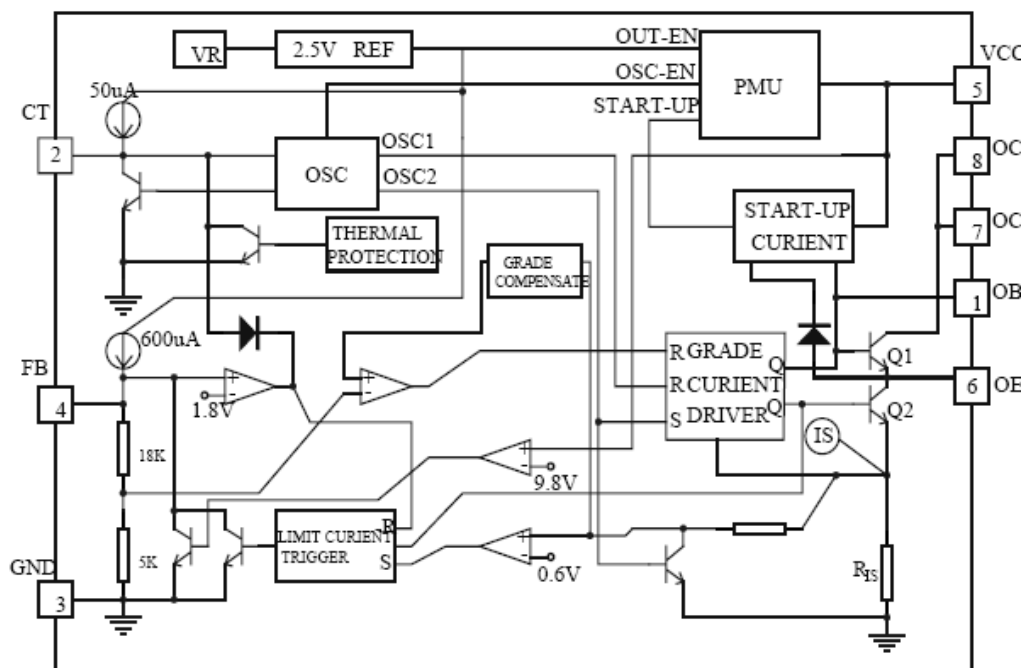 VR
2.5V REF
OUT-EN
OSC-EN
START-UP
PMU
VCC
5
50uA
CT
2
OSC
OSC1
OSC2
OC
8
OC
7
START-UP
CURIENT
THERMAL
PROTECTION
GRADE
COMPENSATE
OB
1
600uA
FB
4
+
-
1.8V
+
-
R GRADE
Q
R CURIENT
Q
S DRIVER
Q1
Q2
OE
6
IS
18K
+
-
9.8V
5K
LIMIT CURIENT
TRIGGER
R
S
+
-
0.6V
RIS
GND
3